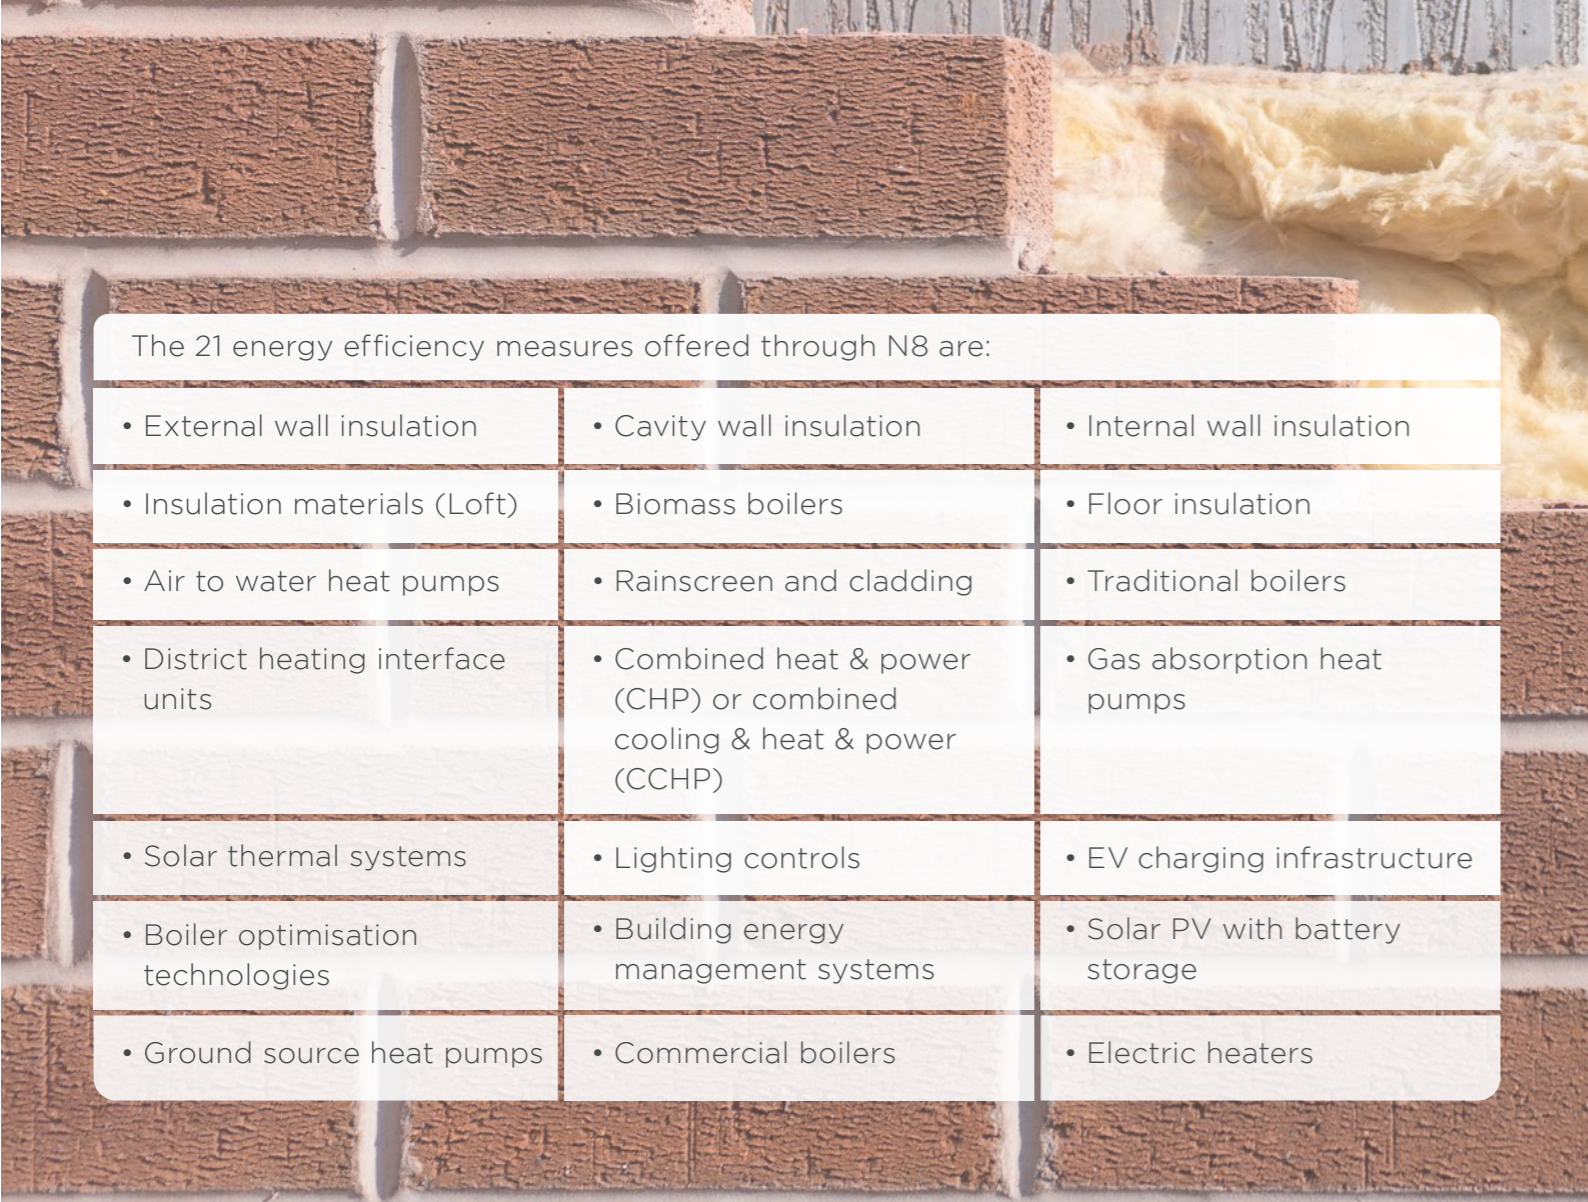 The 21 energy efficiency measures offered through N8 are:
• External wall insulation
• Cavity wall insulation
• Internal wall insulation
• Insulation materials (Loft)
• Biomass boilers
• Floor insulation
• Air to water heat pumps
• Rainscreen and cladding
• Traditional boilers
• District heating interface
units
• Combined heat & power
(CHP) or combined
cooling & heat & power
(CCHP)
• Gas absorption heat
pumps
• Solar thermal systems
• Lighting controls
• EV charging infrastructure
• Boiler optimisation
technologies
• Building energy
management systems
• Solar PV with battery
storage
• Ground source heat pumps
• Commercial boilers
• Electric heaters